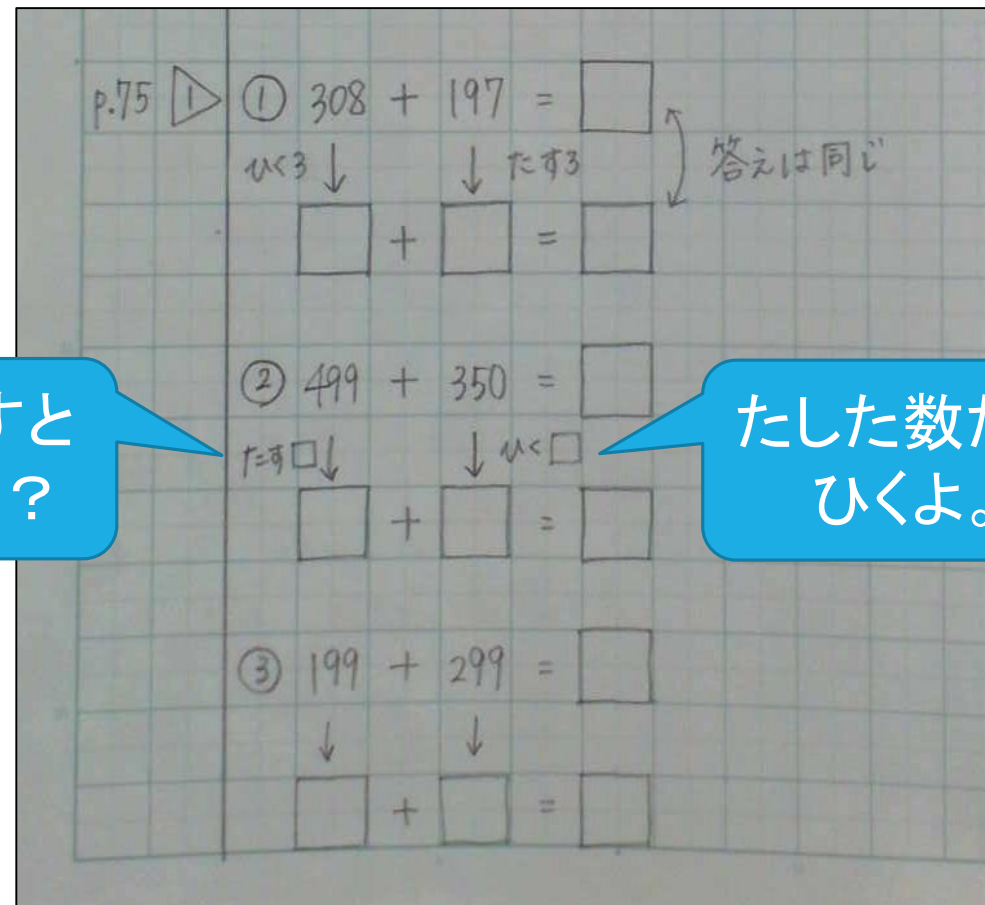 p.75 1 ① 308 + 197 = □
ひく3 ↓ ↓ たす3 答えは同じ
□ + □ = □
② 499 + 350 = □
たす□↓ ↓ひく□
□ + □ = □
③ 199 + 299 = □
↓ ↓
□ + □ = □
すと
？
たした数だ
ひくよ。